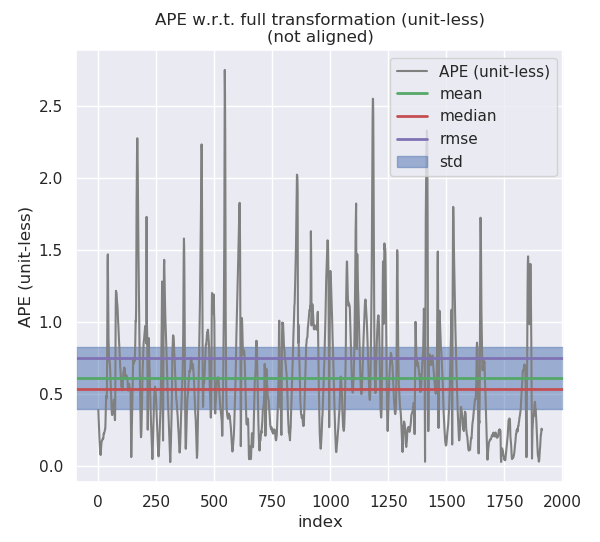 APE w.r.t. full transformation (unit-less)
(not aligned)
APE (unit-less)
mean
median
rmse
std
2.5
2.0
1.5
1.0
0.5
0.0
APE (unit-less)
0 250 500 750 1000 1250 1500 1750 2000
index